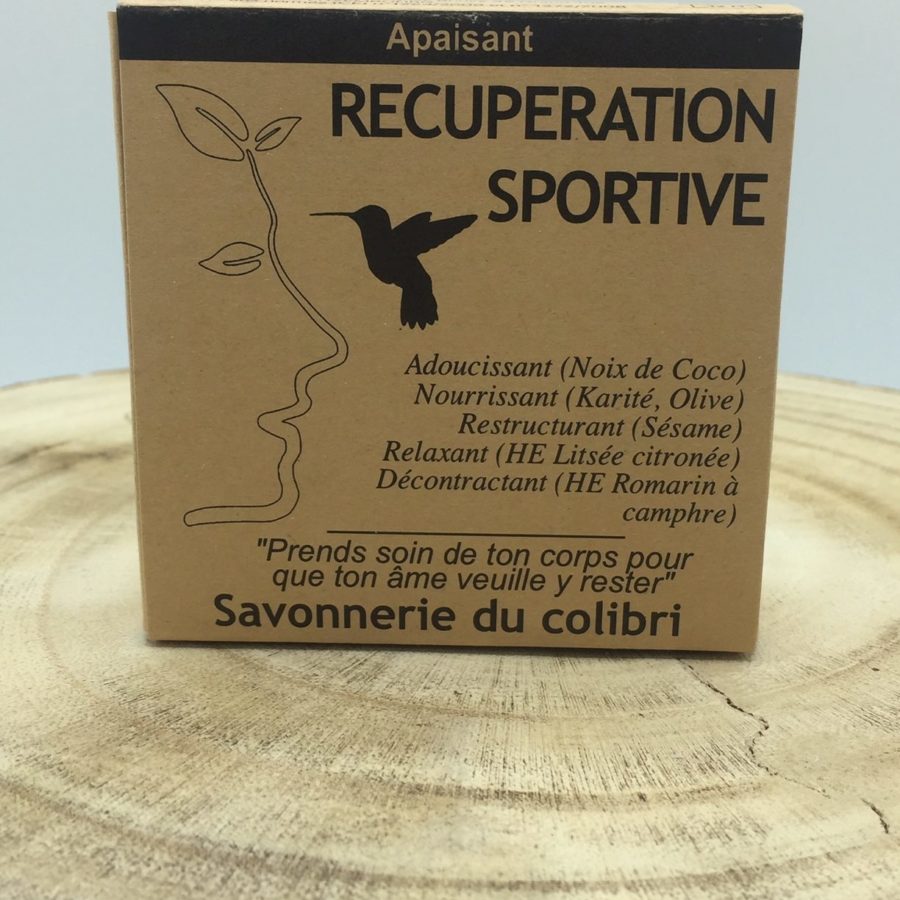 Apaisant
RECUPERATION
SPORTIVE
Adoucissant (Noix de Coco)
Nourrissant (Karité, Olive)
Restructurant (Sésame)
Relaxant (HE Litsée citronée)
Décontractant (HE Romarin à
camphre)
"Prends soin de ton corps pour
que ton âme veuille y rester"
Savonnerie du colibri